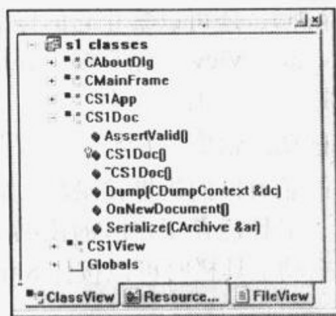 s1 classes
CAboutDlg
CMainFrame
CS1App
CS1Doc
AssertValid()
CS1Doc()
~CS1Doc()
Dump(CDumpContext &dc)
OnNewDocument()
Serialize(CArchive &ar)
CS1View
Globals
ClassView Resource... FileView